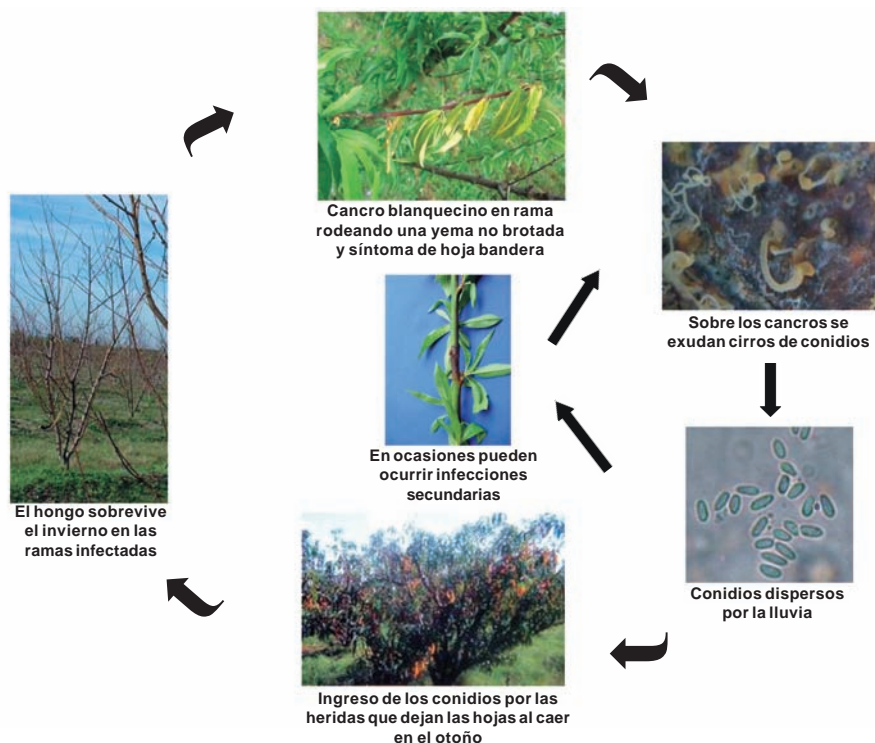 Cancro blanquecino en rama
rodeando una yema no brotada
y síntoma de hoja bandera
Sobre los cancros se
exudan cirros de conidios
Conidios dispersos
por la lluvia
En ocasiones pueden
ocurrir infecciones
secundarias
Ingreso de los conidios por las
heridas que dejan las hojas al caer
en el otoño
El hongo sobrevive
el invierno en las
ramas infectadas